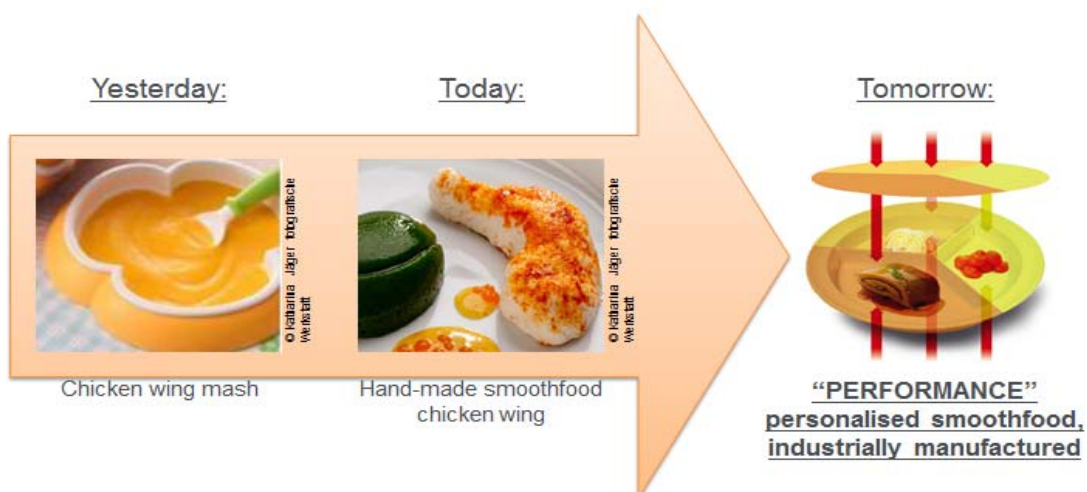 Yesterday:
Today:
Tomorrow:
© Katharina Jäger fotografische
Werkstatt
© Katharina Jäger fotografische
Werkstatt
Chicken wing mash
Hand-made smoothfood
chicken wing
“PERFORMANCE”
personalised smoothfood,
industrially manufactured